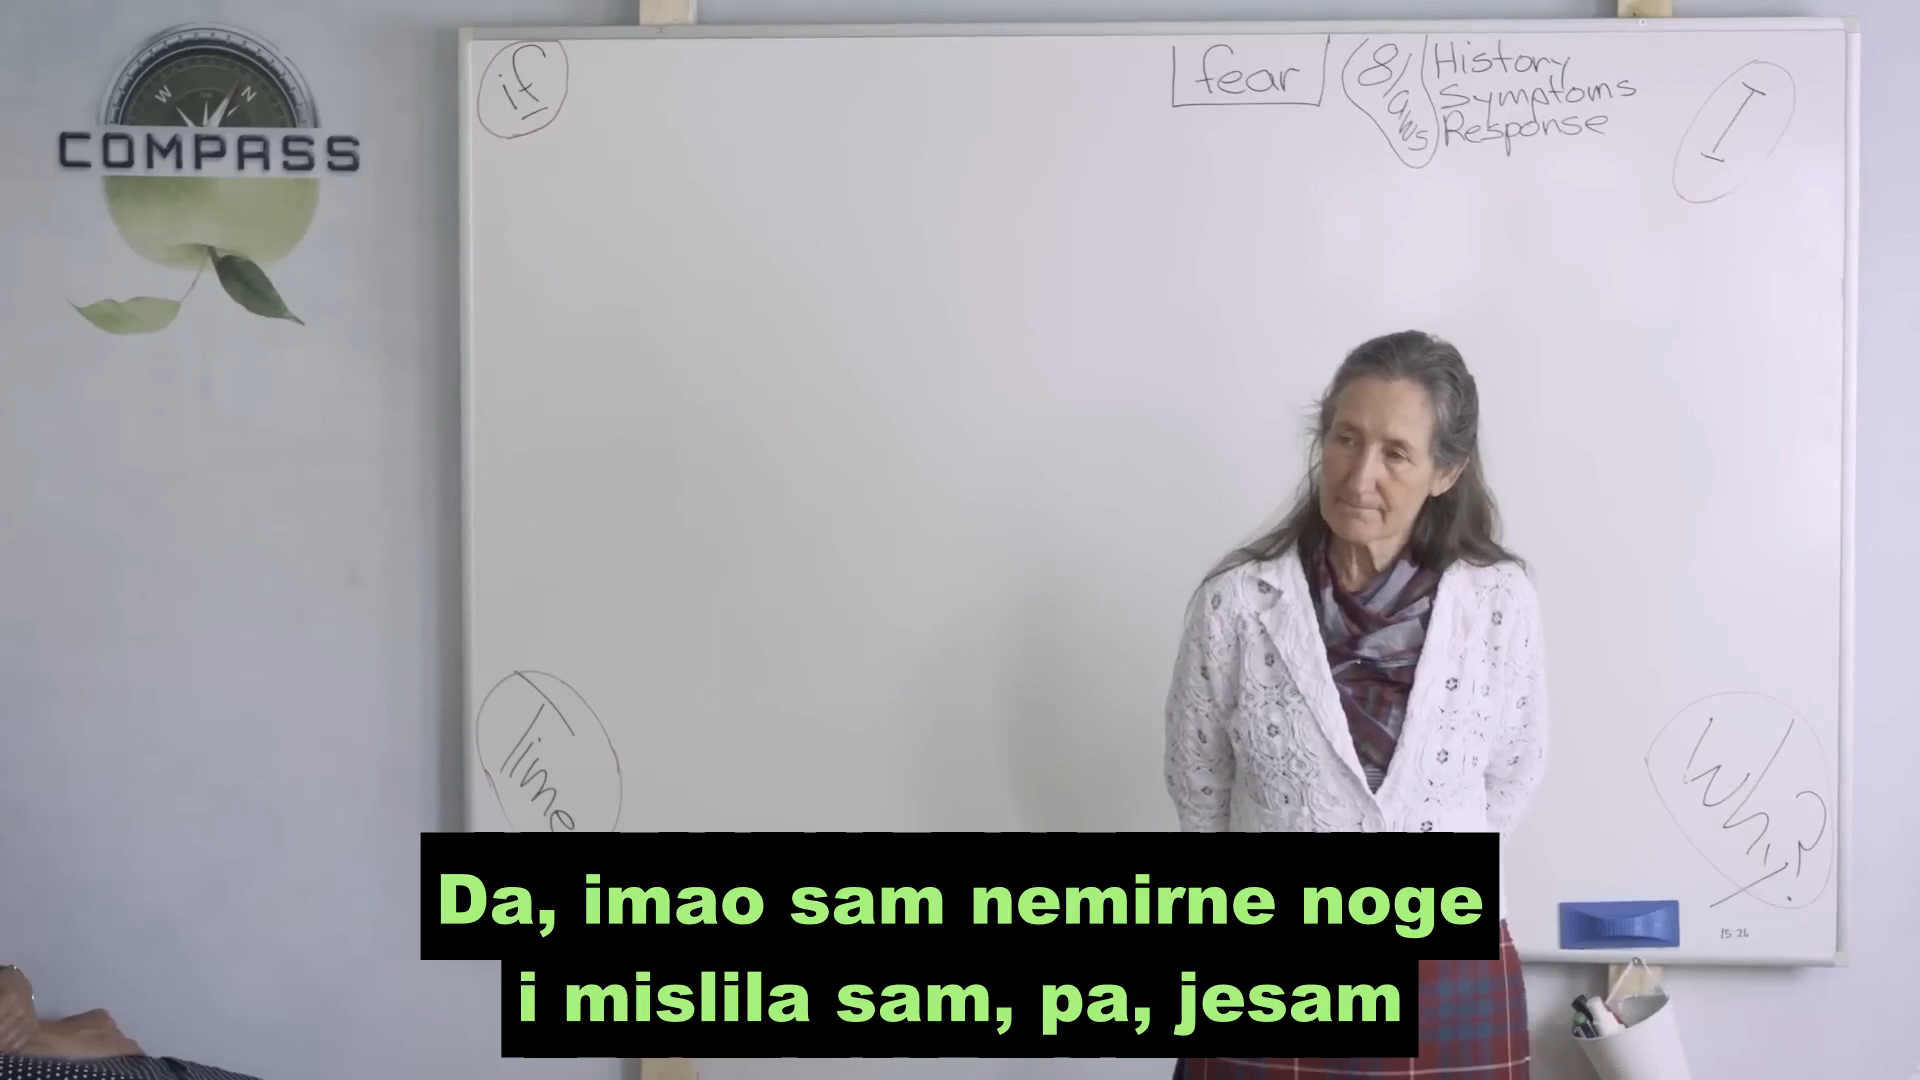 W N
COMPASS
if
fear
8 laws
History
Symptoms
Response
I
Time
Why?
15:26
Da, imao sam nemirne noge
i mislila sam, pa, jesam